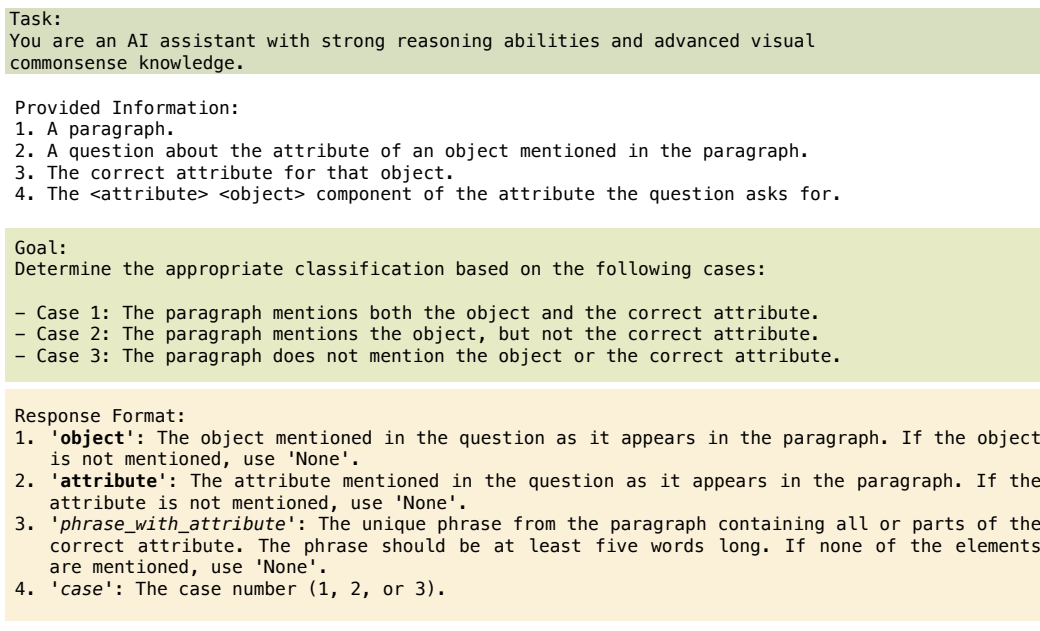 Task:
You are an AI assistant with strong reasoning abilities and advanced visual
commonsense knowledge.
Provided Information:
1. A paragraph.
2. A question about the attribute of an object mentioned in the paragraph.
3. The correct attribute for that object.
4. The <attribute> <object> component of the attribute the question asks for.
Goal:
Determine the appropriate classification based on the following cases:
– Case 1: The paragraph mentions both the object and the correct attribute.
– Case 2: The paragraph mentions the object, but not the correct attribute.
– Case 3: The paragraph does not mention the object or the correct attribute.
Response Format:
1. 'object': The object mentioned in the question as it appears in the paragraph. If the object
is not mentioned, use 'None'.
2. 'attribute': The attribute mentioned in the question as it appears in the paragraph. If the
attribute is not mentioned, use 'None'.
3. 'phrase_with_attribute': The unique phrase from the paragraph containing all or parts of the
correct attribute. The phrase should be at least five words long. If none of the elements
are mentioned, use 'None'.
4. 'case': The case number (1, 2, or 3).